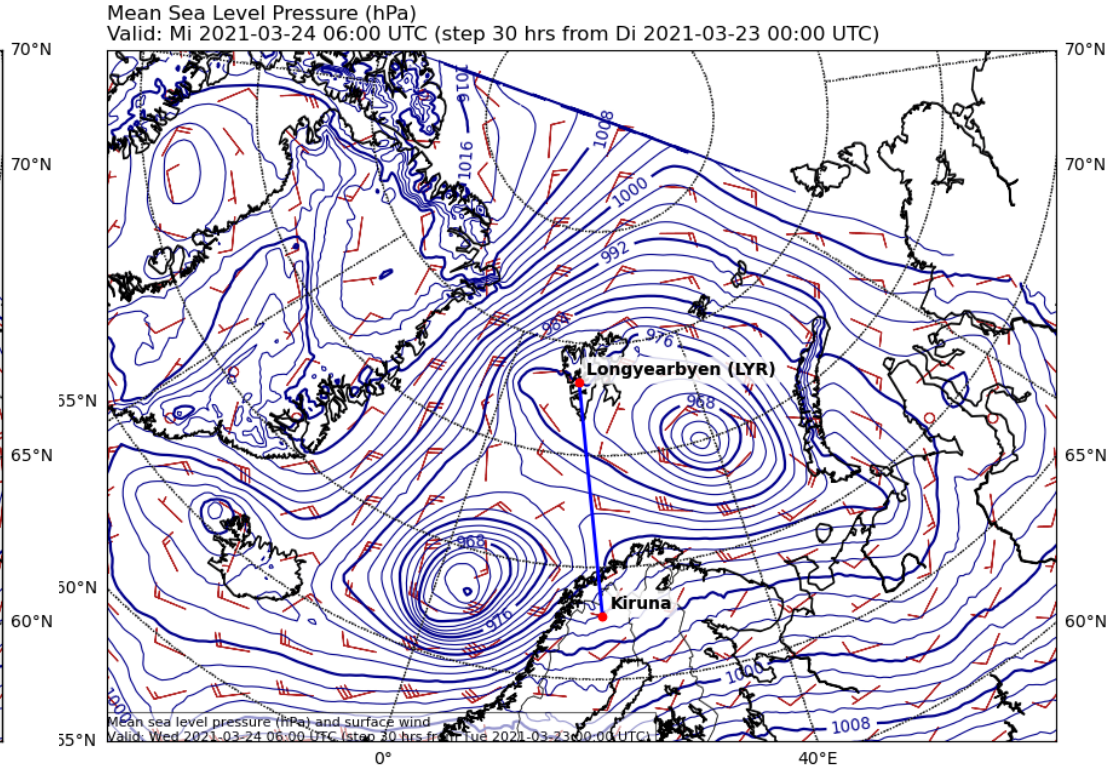 Mean Sea Level Pressure (hPa)
Valid: Mi 2021-03-24 06:00 UTC (step 30 hrs from Di 2021-03-23 00:00 UTC)
70°N
70°N
1016
1008
70°N
70°N
1016
1000
992
984
976
Longyearbyen (LYR)
55°N
968
65°N
65°N
968
50°N
Kiruna
976
60°N
60°N
1000
Mean sea level pressure (hPa) and surface wind
1008
Valid: Wed 2021-03-24 06:00 UTC (step 30 hrs from Tue 2021-03-23 00:00 UTC)
55°N
55°N
0°
40°E